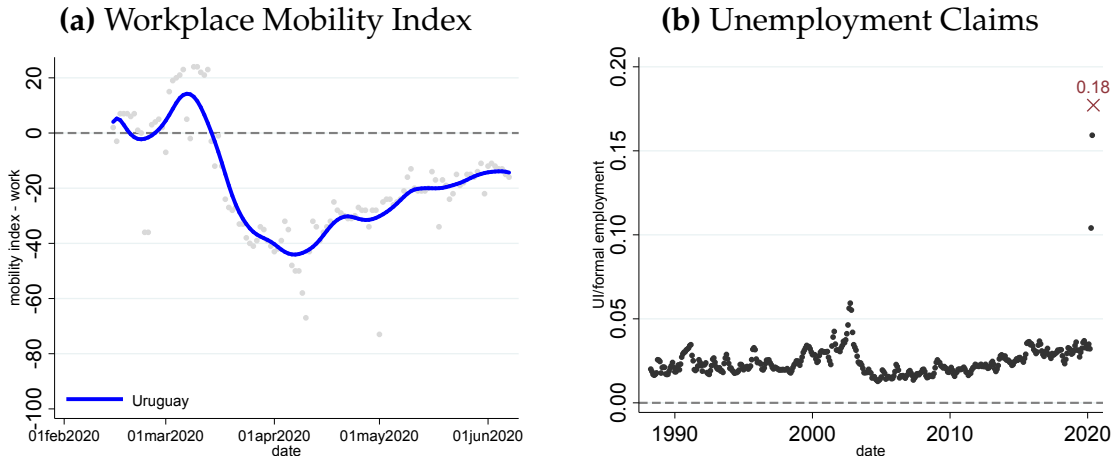 (a) Workplace Mobility Index
mobility index - work
20
0
-20
-40
-60
-80
-100
Uruguay
01feb2020 01mar2020 01apr2020 01may2020 01jun2020
date
(b) Unemployment Claims
UI/formal employment
0.20
0.15
0.10
0.05
0.00
0.18
1990 2000 2010 2020
date